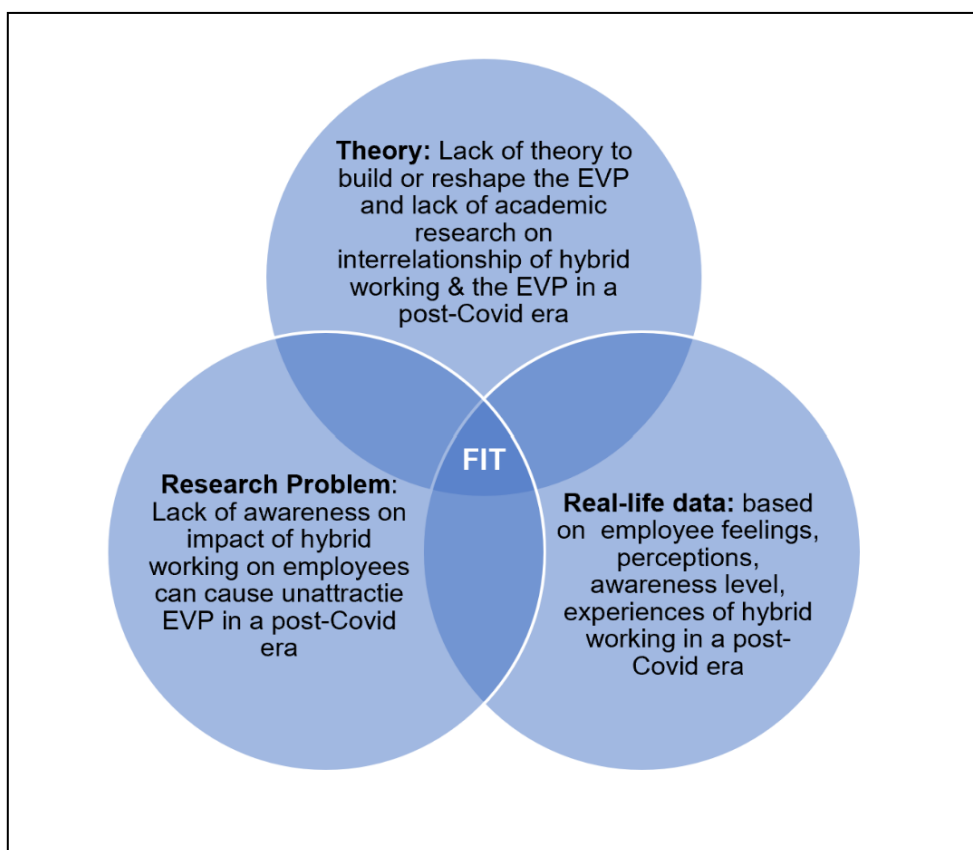 Theory: Lack of theory to
build or reshape the EVP
and lack of academic
research on
interrelationship of hybrid
working & the EVP in a
post-Covid era
FIT
Research Problem:
Lack of awareness on
impact of hybrid
working on employees
can cause unattractie
EVP in a post-Covid
era
Real-life data: based
on employee feelings,
perceptions,
awareness level,
experiences of hybrid
working in a post-
Covid era